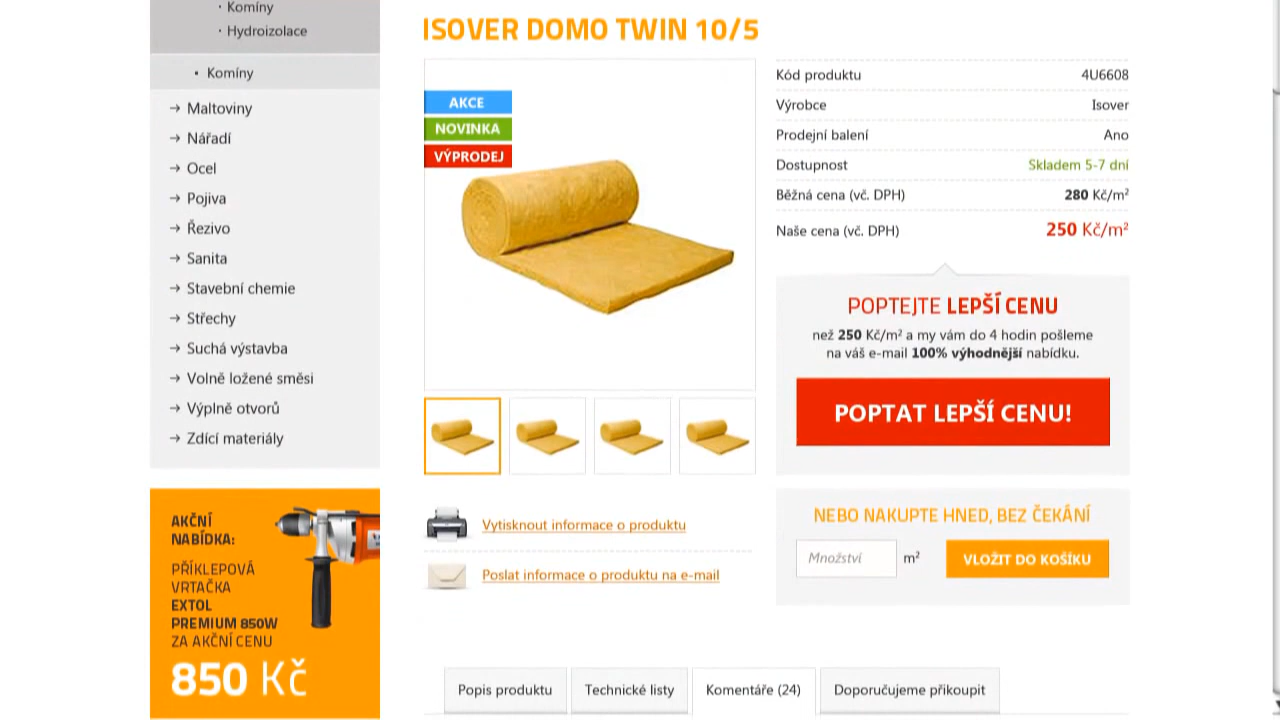 · Komíny
· Hydroizolace
• Komíny
→ Maltoviny
→ Nářadí
→ Ocel
→ Pojiva
→ Řezivo
→ Sanita
→ Stavební chemie
→ Střechy
→ Suchá výstavba
→ Volně ložené směsi
→ Výplně otvorů
→ Zdící materiály
AKČNÍ
NABÍDKA:
PŘÍKLEPOVÁ
VRTAČKA
EXTOL
PREMIUM 850W
ZA AKČNÍ CENU
850 Kč
ISOVER DOMO TWIN 10/5
AKCE
NOVINKA
VÝPRODEJ
Vytisknout informace o produktu
Poslat informace o produktu na e-mail
Kód produktu 4U6608
Výrobce Isover
Prodejní balení Ano
Dostupnost Skladem 5-7 dní
Běžná cena (vč. DPH) 280 Kč/m²
Naše cena (vč. DPH) 250 Kč/m²
POPTEJTE LEPŠÍ CENU
než 250 Kč/m² a my vám do 4 hodin pošleme
na váš e-mail 100% výhodnější nabídku.
POPTAT LEPŠÍ CENU!
NEBO NAKUPTE HNED, BEZ ČEKÁNÍ
Množství m² VLOŽIT DO KOŠÍKU
Popis produktu Technické listy Komentáře (24) Doporučujeme přikoupit